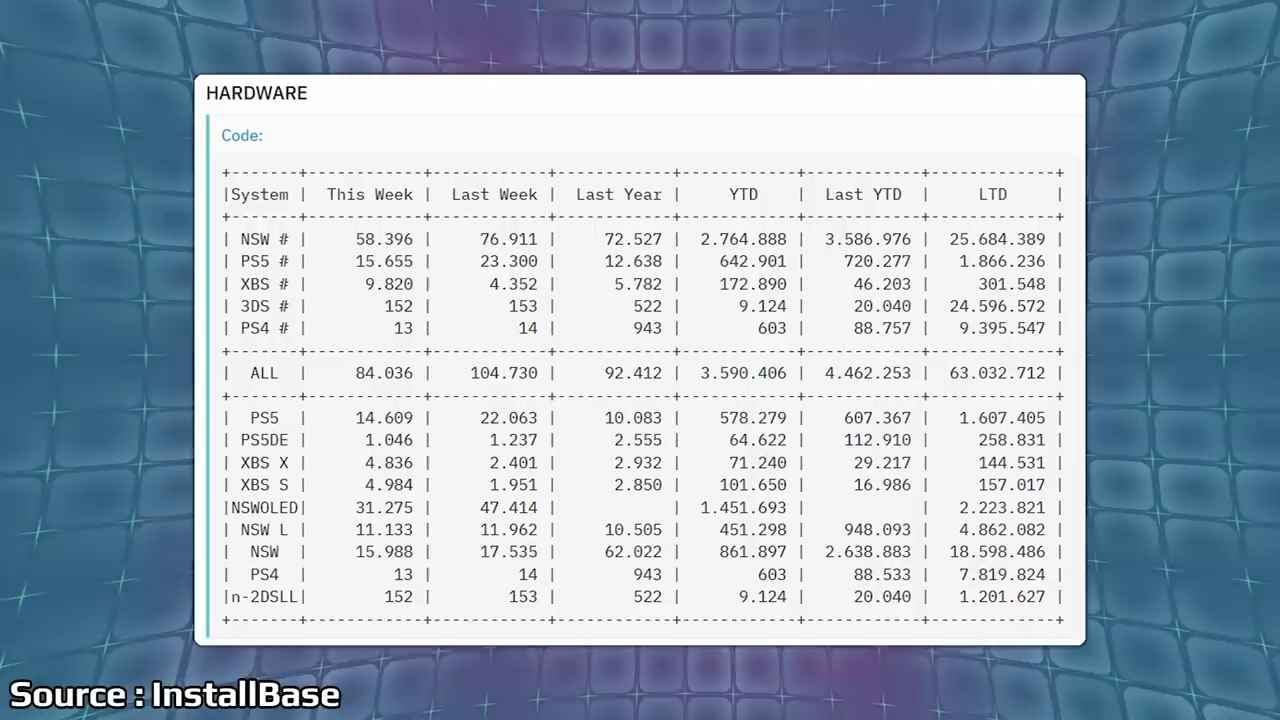 HARDWARE
Code:
+-------+------------+------------+------------+------------+------------+-------------+
|System |  This Week |  Last Week |  Last Year |     YTD    |  Last YTD  |     LTD     |
+-------+------------+------------+------------+------------+------------+-------------+
| NSW # |     58.396 |     76.911 |     72.527 |  2.764.888 |  3.586.976 |  25.684.389 |
| PS5 # |     15.655 |     23.300 |     12.638 |    642.901 |    720.277 |   1.866.236 |
| XBS # |      9.820 |      4.352 |      5.782 |    172.890 |     46.203 |     301.548 |
| 3DS # |        152 |        153 |        522 |      9.124 |     20.040 |  24.596.572 |
| PS4 # |         13 |         14 |        943 |        603 |     88.757 |   9.395.547 |
+-------+------------+------------+------------+------------+------------+-------------+
|  ALL  |     84.036 |    104.730 |     92.412 |  3.590.406 |  4.462.253 |  63.032.712 |
+-------+------------+------------+------------+------------+------------+-------------+
|  PS5  |     14.609 |     22.063 |     10.083 |    578.279 |    607.367 |   1.607.405 |
| PS5DE |      1.046 |      1.237 |      2.555 |     64.622 |    112.910 |     258.831 |
| XBS X |      4.836 |      2.401 |      2.932 |     71.240 |     29.217 |     144.531 |
| XBS S |      4.984 |      1.951 |      2.850 |    101.650 |     16.986 |     157.017 |
|NSWOLED|     31.275 |     47.414 |            |  1.451.693 |            |   2.223.821 |
| NSW L |     11.133 |     11.962 |     10.505 |    451.298 |    948.093 |   4.862.082 |
|  NSW  |     15.988 |     17.535 |     62.022 |    861.897 |  2.638.883 |  18.598.486 |
|  PS4  |         13 |         14 |        943 |        603 |     88.533 |   7.819.824 |
|n-2DSLL|        152 |        153 |        522 |      9.124 |     20.040 |   1.201.627 |
+-------+------------+------------+------------+------------+------------+-------------+
Source : InstallBase